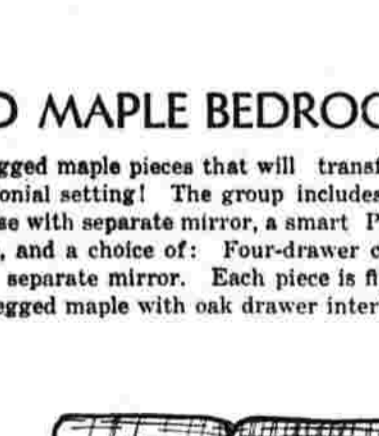 D MAPLE BEDROO
gged maple pieces that will transf
onial setting! The group includes
se with separate mirror, a smart P
, and a choice of: Four-drawer c
separate mirror. Each piece is fi
egged maple with oak drawer inter